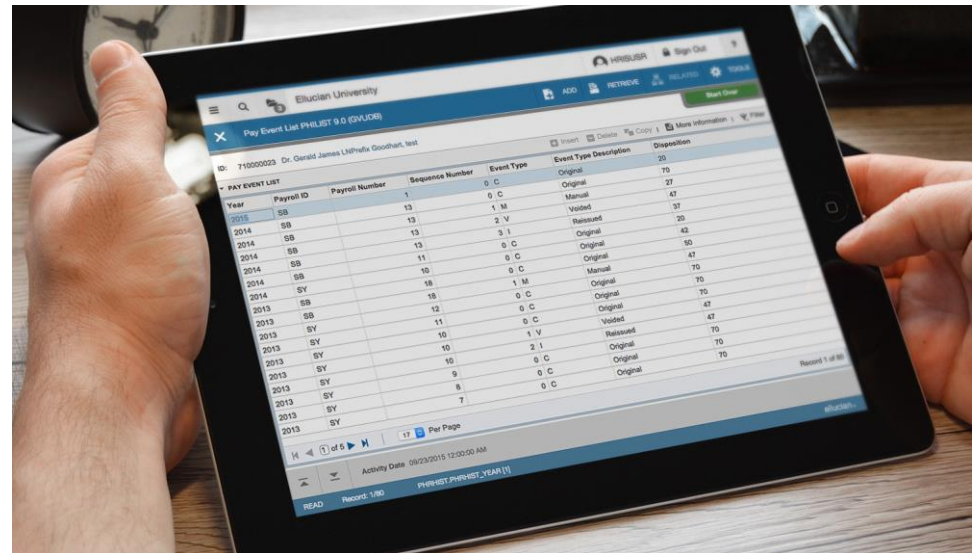 Ellucian University
HRISUSR
Sign Out
?
Pay Event List PHILIST 9.0 (GVUDB)
ADD
RETRIEVE
RELATED
TOOLS
ID: 710000023 Dr. Gerald James LNPrefix Goodhart, test
Start Over
PAY EVENT LIST
Insert Delete Copy More information Filter
Year Payroll ID Payroll Number Sequence Number Event Type Event Type Description Disposition
2015 SB 1 0 C Original 20
2014 SB 13 0 C Original 70
2014 SB 13 1 M Manual 27
2014 SB 13 2 V Voided 47
2014 SB 13 3 I Reissued 37
2014 SB 11 0 C Original 20
2014 SY 10 0 C Original 42
2013 SB 18 0 C Original 50
2013 SB 18 1 M Manual 47
2013 SY 12 0 C Original 70
2013 SY 11 0 C Original 70
2013 SY 10 0 C Original 70
2013 SY 10 1 V Voided 47
2013 SY 10 2 I Reissued 47
2013 SY 9 0 C Original 70
2013 SY 8 0 C Original 70
2013 SY 7 0 C Original 70
1 of 5 17 Per Page
Record 1 of 80
Activity Date 09/23/2015 12:00:00 AM
READ Record: 1/80 PHRHIST.PHRHIST_YEAR [1]
ellucian.